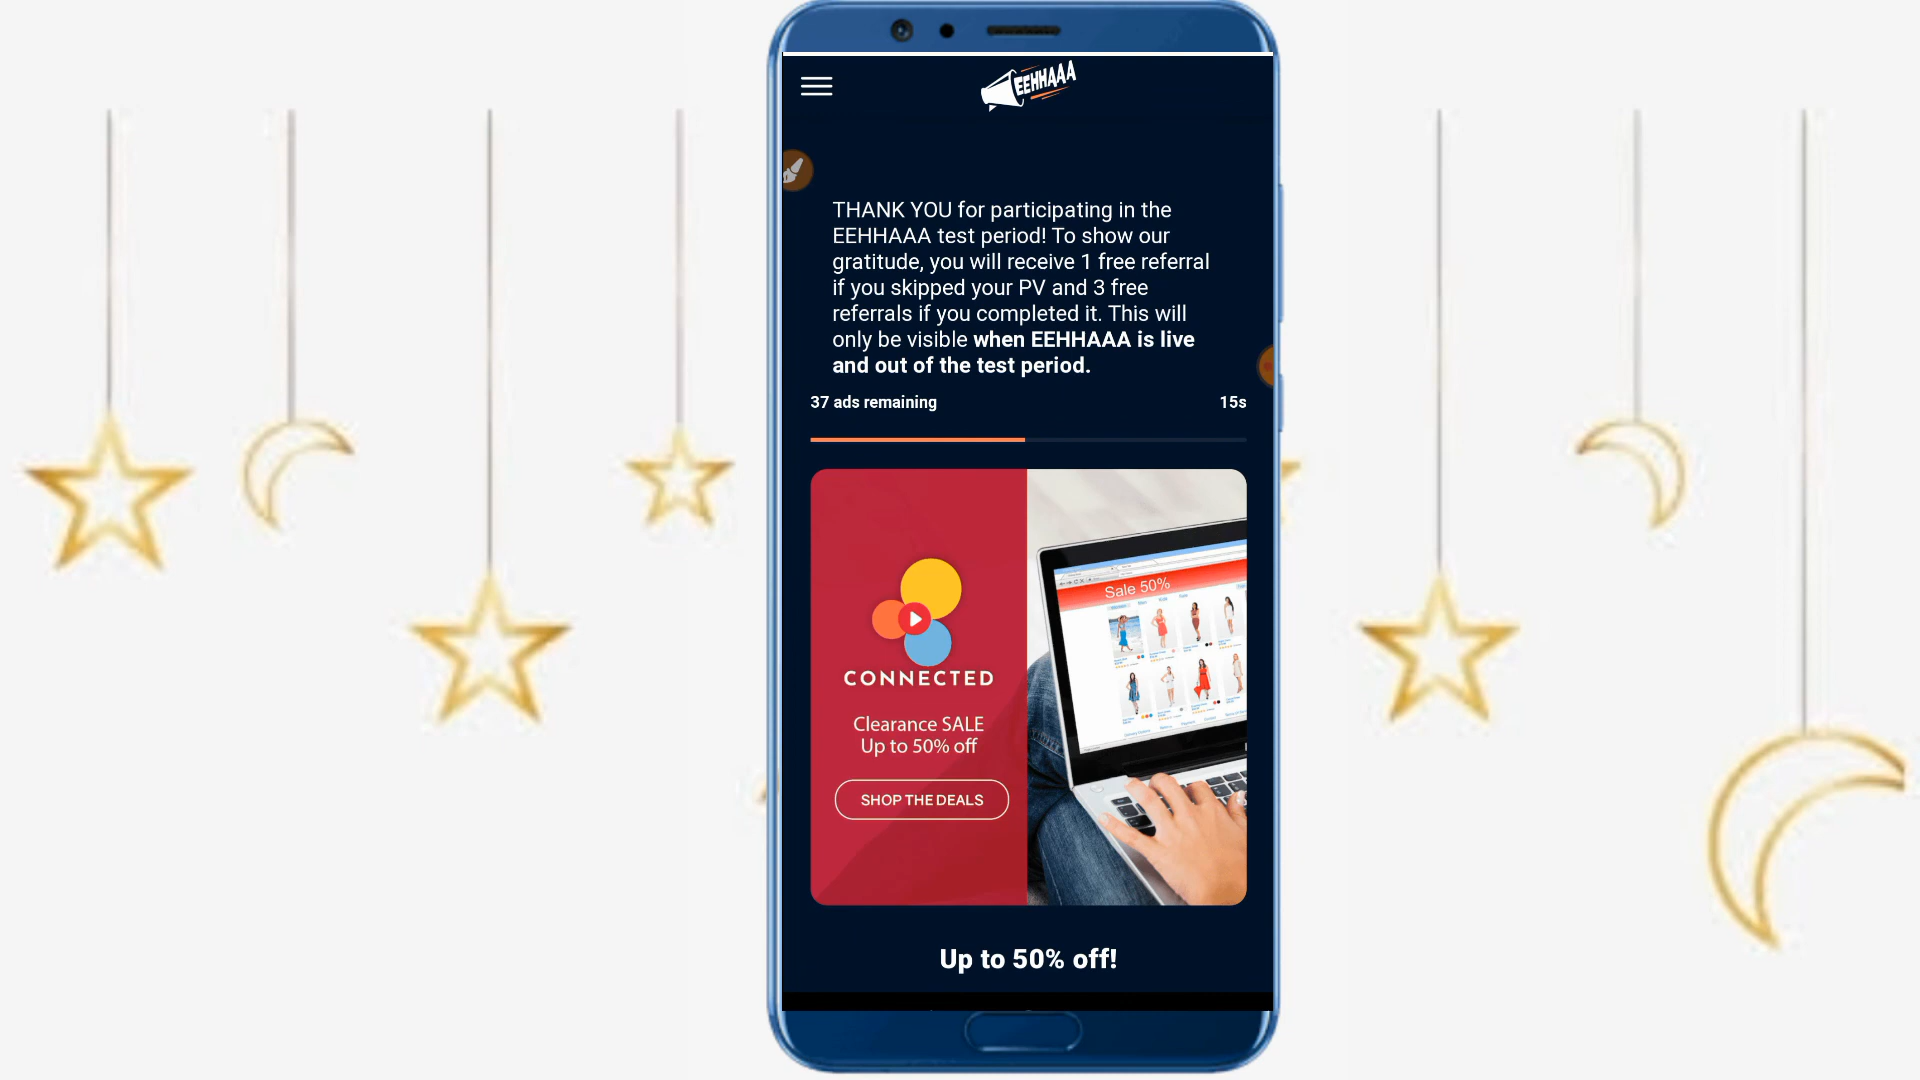 EEHHAAA
THANK YOU for participating in the
EEHHAAA test period! To show our
gratitude, you will receive 1 free referral
if you skipped your PV and 3 free
referrals if you completed it. This will
only be visible when EEHHAAA is live
and out of the test period.
37 ads remaining 15s
Sale 50%
CONNECTED
Clearance SALE
Up to 50% off
SHOP THE DEALS
Up to 50% off!